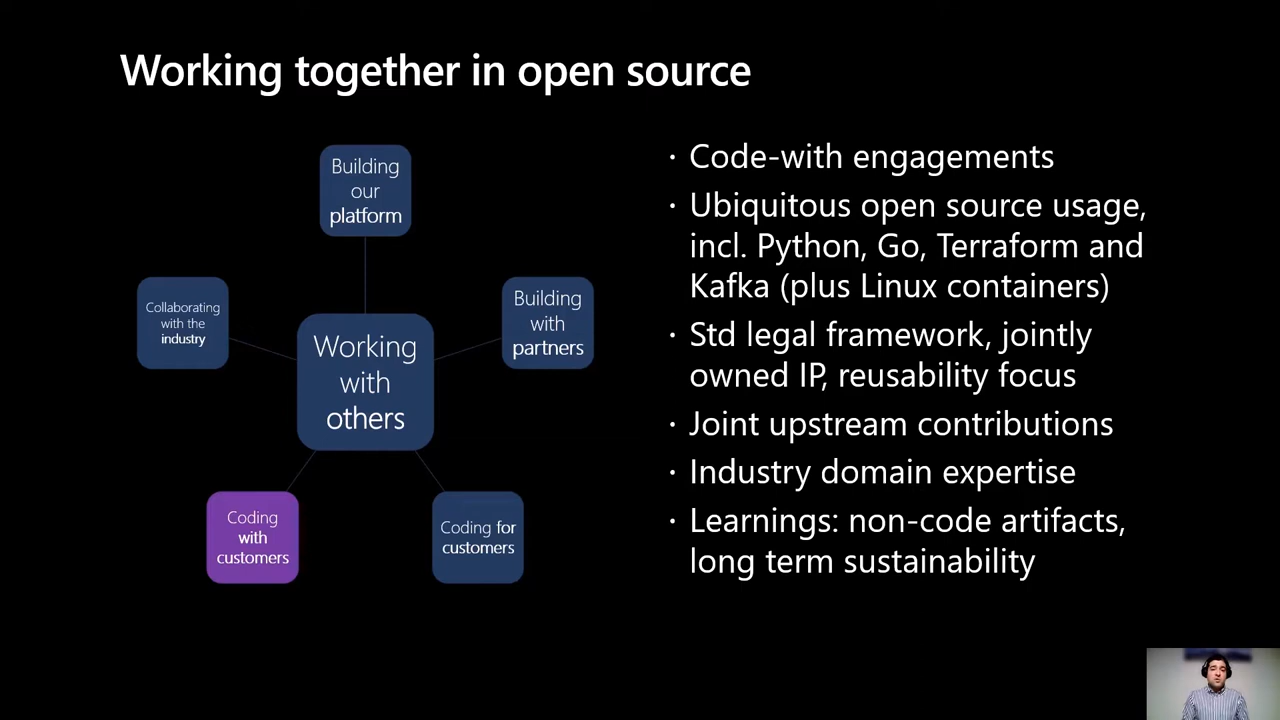 Working together in open source
Building
our
platform
Collaborating
with the
industry
Building
with
partners
Working
with
others
Coding
with
customers
Coding for
customers
· Code-with engagements
· Ubiquitous open source usage,
incl. Python, Go, Terraform and
Kafka (plus Linux containers)
· Std legal framework, jointly
owned IP, reusability focus
· Joint upstream contributions
· Industry domain expertise
· Learnings: non-code artifacts,
long term sustainability